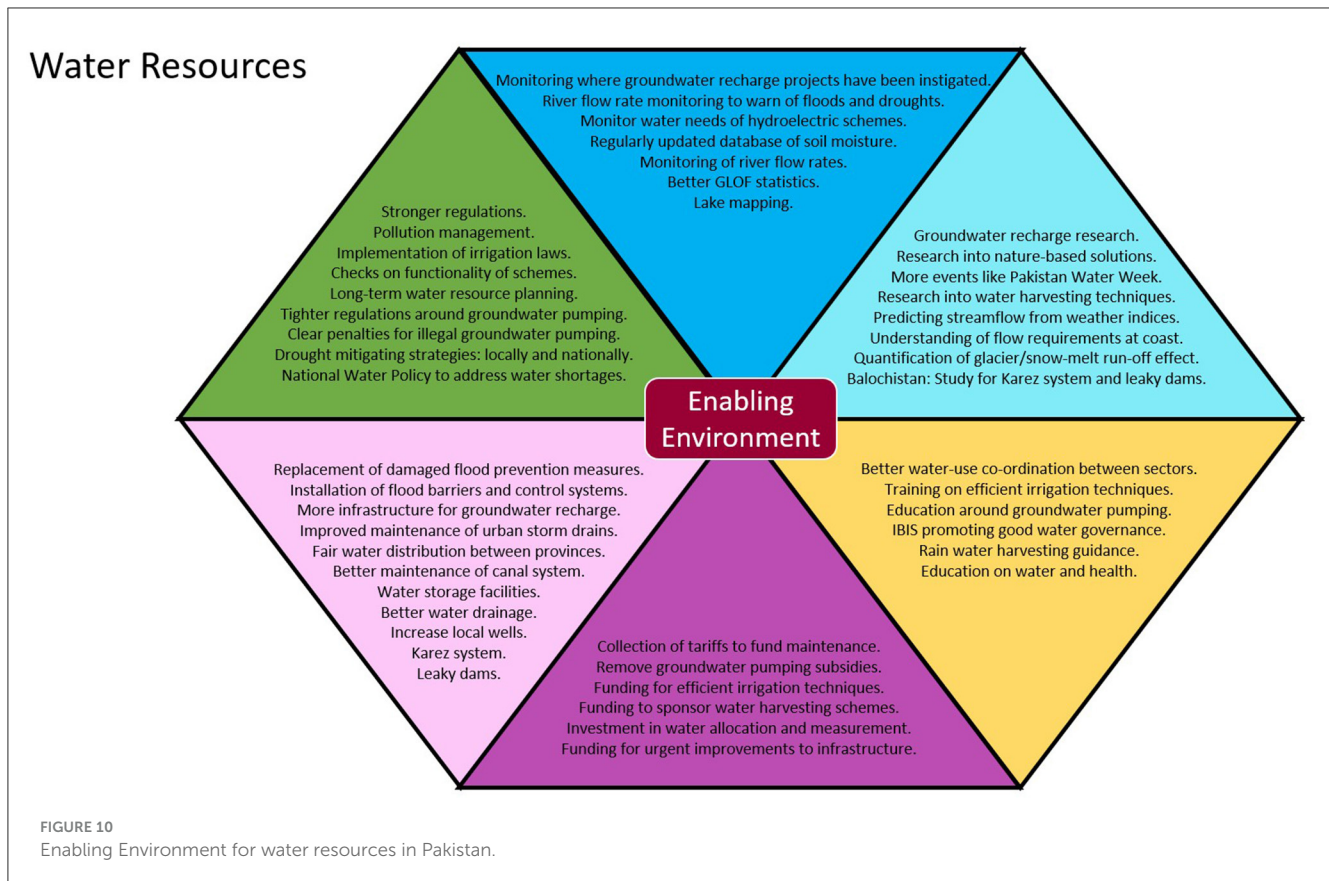 Water Resources
Monitoring where groundwater recharge projects have been instigated.
River flow rate monitoring to warn of floods and droughts.
Monitor water needs of hydroelectric schemes.
Regularly updated database of soil moisture.
Monitoring of river flow rates.
Better GLOF statistics.
Lake mapping.
Stronger regulations.
Pollution management.
Implementation of irrigation laws.
Checks on functionality of schemes.
Long-term water resource planning.
Tighter regulations around groundwater pumping.
Clear penalties for illegal groundwater pumping.
Drought mitigating strategies: locally and nationally.
National Water Policy to address water shortages.
Groundwater recharge research.
Research into nature-based solutions.
More events like Pakistan Water Week.
Research into water harvesting techniques.
Predicting streamflow from weather indices.
Understanding of flow requirements at coast.
Quantification of glacier/snow-melt run-off effect.
Balochistan: Study for Karez system and leaky dams.
Enabling
Environment
Replacement of damaged flood prevention measures.
Installation of flood barriers and control systems.
More infrastructure for groundwater recharge.
Improved maintenance of urban storm drains.
Fair water distribution between provinces.
Better maintenance of canal system.
Water storage facilities.
Better water drainage.
Increase local wells.
Karez system.
Leaky dams.
Collection of tariffs to fund maintenance.
Remove groundwater pumping subsidies.
Funding for efficient irrigation techniques.
Funding to sponsor water harvesting schemes.
Investment in water allocation and measurement.
Funding for urgent improvements to infrastructure.
Better water-use co-ordination between sectors.
Training on efficient irrigation techniques.
Education around groundwater pumping.
IBIS promoting good water governance.
Rain water harvesting guidance.
Education on water and health.
FIGURE 10
Enabling Environment for water resources in Pakistan.